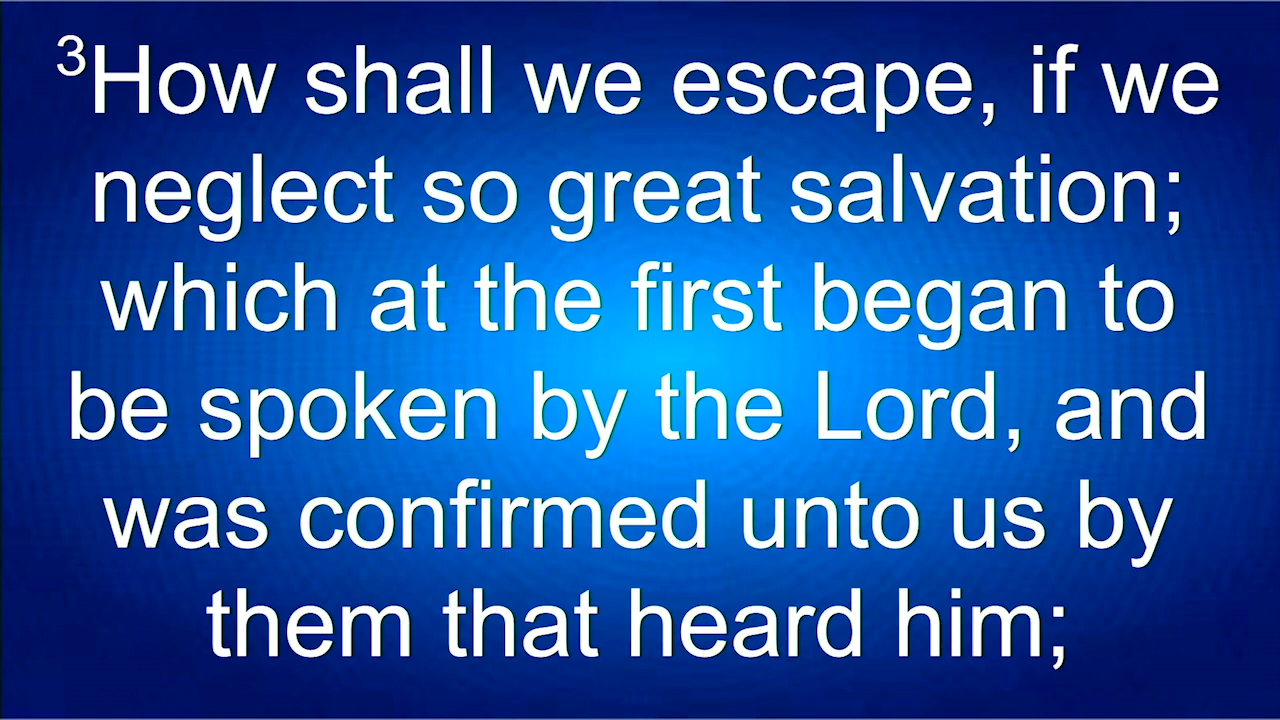 ³How shall we escape, if we
neglect so great salvation;
which at the first began to
be spoken by the Lord, and
was confirmed unto us by
them that heard him;